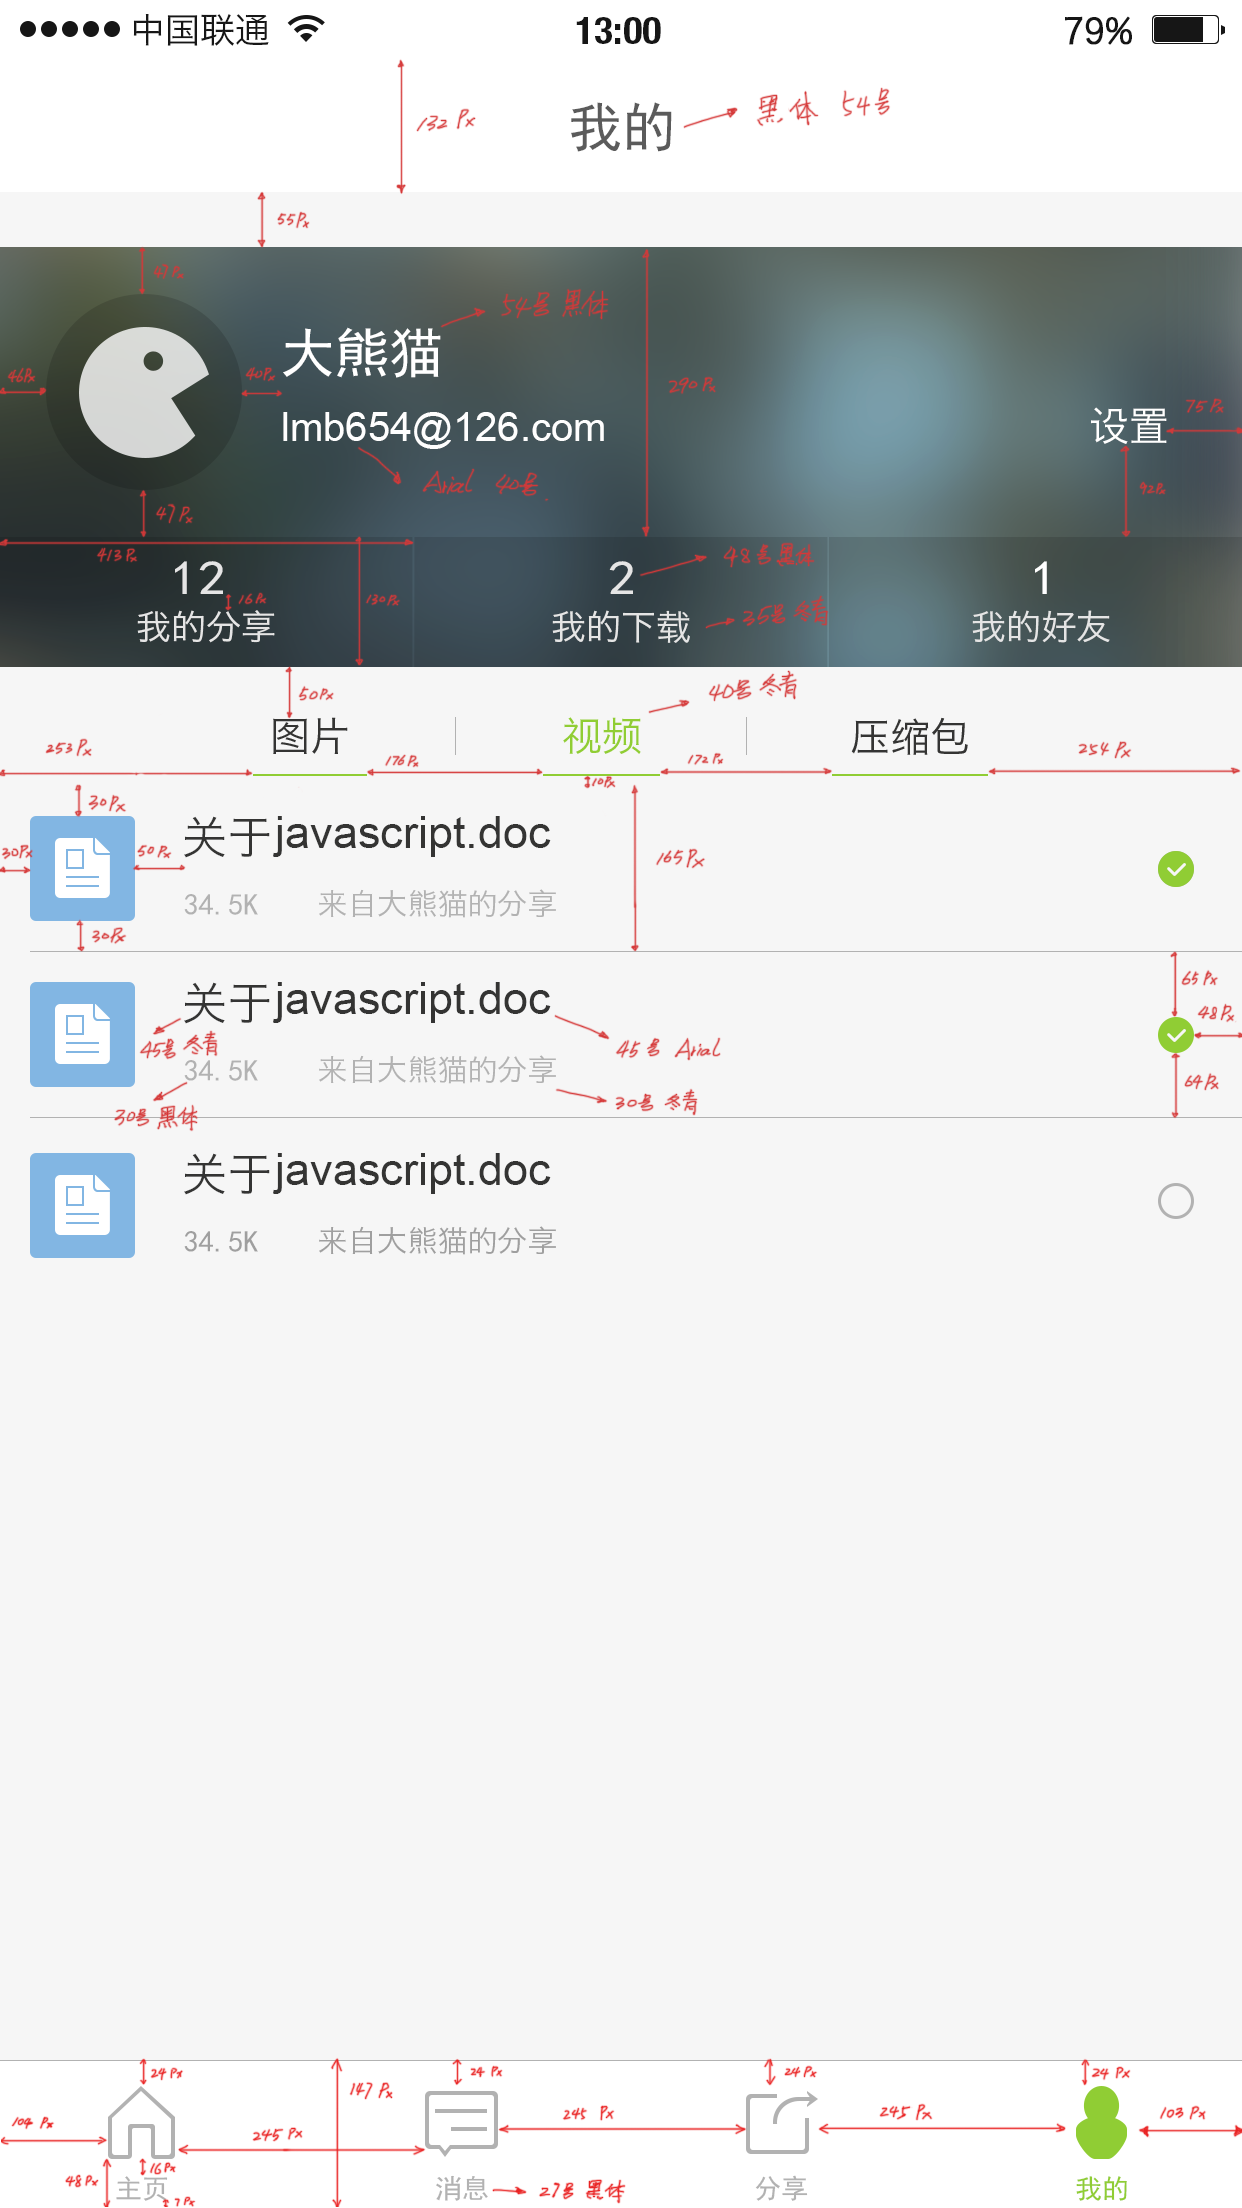 中国联通 13:00 79%
132 Px 我的 黑体 54号
55Px
47Px
54号 黑体
大熊猫
46Px 40Px 290Px
lmb654@126.com 设置 75Px
Arial 40号 92Px
47Px
413Px 48号黑体
12 2 1
16Px 130Px 35号 冬青
我的分享 我的下载 我的好友
50Px 40号 冬青
图片 视频 压缩包
253Px 176Px 172Px 254Px
30Px 10Px
关于javascript.doc
30Px 50Px 165Px
34.5K 来自大熊猫的分享
30Px
65Px
关于javascript.doc
48Px
45号 冬青 45号 Arial
34.5K 来自大熊猫的分享
64Px
30号 黑体 30号 冬青
关于javascript.doc
34.5K 来自大熊猫的分享
24Px 24Px 24Px 24Px
147Px
104Px 245Px 245Px 245Px 103Px
48Px 16Px
主页 消息 27号 黑体 分享 我的